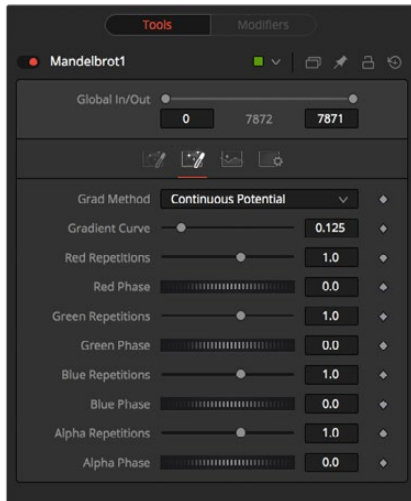 Tools Modifiers
Mandelbrot1
Global In/Out
0 7872 7871
Grad Method Continuous Potential
Gradient Curve 0.125
Red Repetitions 1.0
Red Phase 0.0
Green Repetitions 1.0
Green Phase 0.0
Blue Repetitions 1.0
Blue Phase 0.0
Alpha Repetitions 1.0
Alpha Phase 0.0